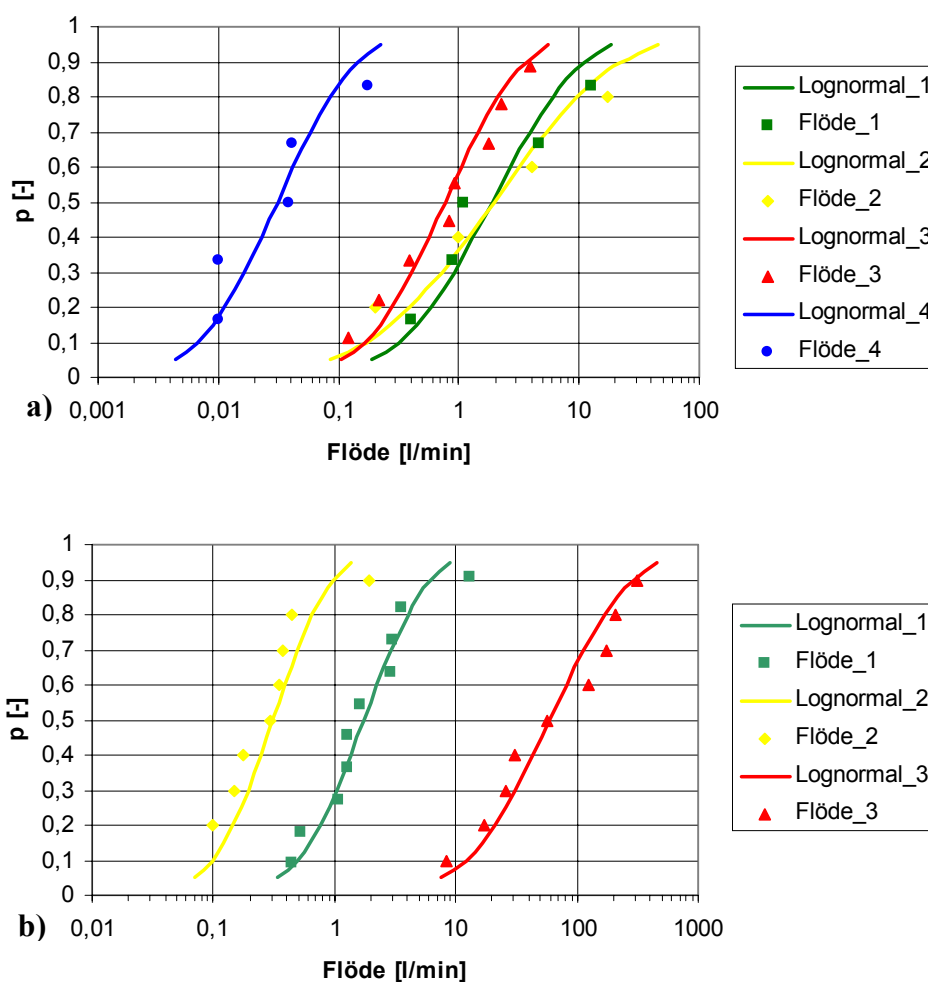 1
0,9
0,8
0,7
0,6
0,5
0,4
0,3
0,2
0,1
0
p [-]
a)
0,001 0,01 0,1 1 10 100
Flöde [l/min]
Lognormal_1
Flöde_1
Lognormal_2
Flöde_2
Lognormal_3
Flöde_3
Lognormal_4
Flöde_4
1
0,9
0,8
0,7
0,6
0,5
0,4
0,3
0,2
0,1
0
p [-]
b)
0,01 0,1 1 10 100 1000
Flöde [l/min]
Lognormal_1
Flöde_1
Lognormal_2
Flöde_2
Lognormal_3
Flöde_3